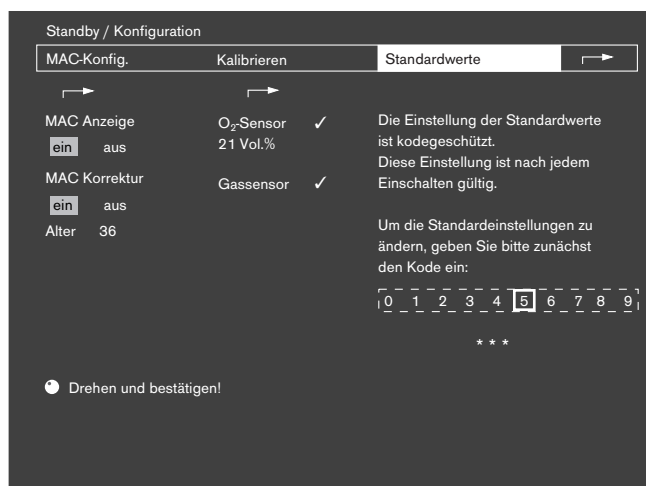 Standby / Konfiguration
MAC-Konfig.
Kalibrieren
Standardwerte
MAC Anzeige
ein aus
MAC Korrektur
ein aus
Alter 36
O₂-Sensor ✓
21 Vol.%
Gassensor ✓
Die Einstellung der Standardwerte
ist kodegeschützt.
Diese Einstellung ist nach jedem
Einschalten gültig.
Um die Standardeinstellungen zu
ändern, geben Sie bitte zunächst
den Kode ein:
0 1 2 3 4 5 6 7 8 9
* * *
Drehen und bestätigen!